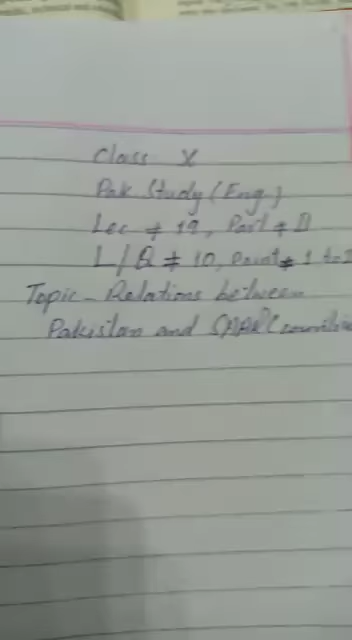 Class X
Pak Study (Eng)
Lec # 19, Part # II
L/Q # 10, Point # 1 to
Topic - Relations between
Pakistan and SAARC